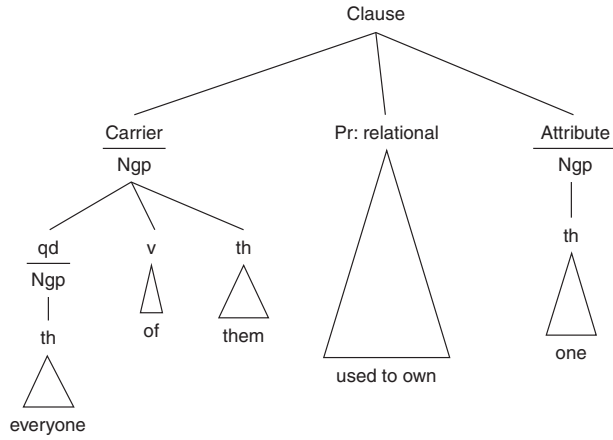 Clause
Carrier Pr: relational Attribute
Ngp Ngp
qd v th th
Ngp
of them
th one
used to own
everyone